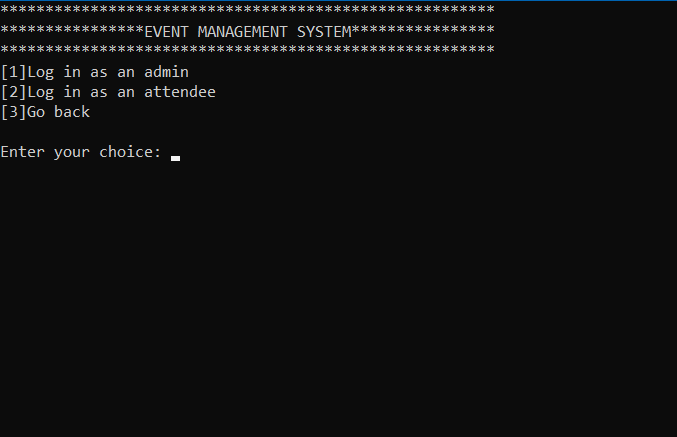 *******************************************************
****************EVENT MANAGEMENT SYSTEM****************
*******************************************************
[1]Log in as an admin
[2]Log in as an attendee
[3]Go back
Enter your choice: